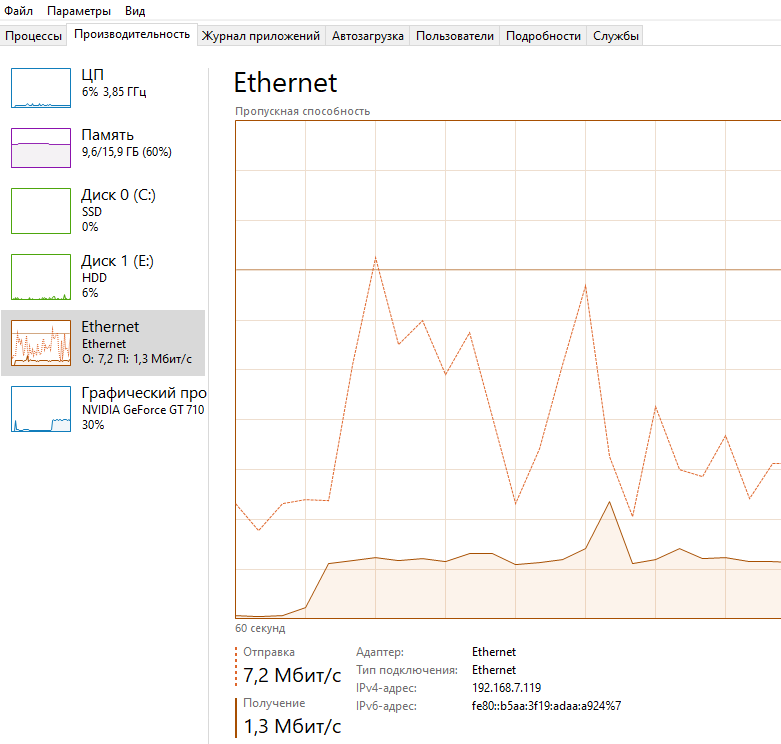 Файл Параметры Вид
Процессы Производительность Журнал приложений Автозагрузка Пользователи Подробности Службы
ЦП
6% 3,85 ГГц
Память
9,6/15,9 ГБ (60%)
Диск 0 (C:)
SSD
0%
Диск 1 (E:)
HDD
6%
Ethernet
Ethernet
О: 7,2 П: 1,3 Мбит/с
Графический про
NVIDIA GeForce GT 710
30%
Ethernet
Пропускная способность
60 секунд
Отправка
7,2 Мбит/с
Получение
1,3 Мбит/с
Адаптер: Ethernet
Тип подключения: Ethernet
IPv4-адрес: 192.168.7.119
IPv6-адрес: fe80::b5aa:3f19:adaa:a924%7